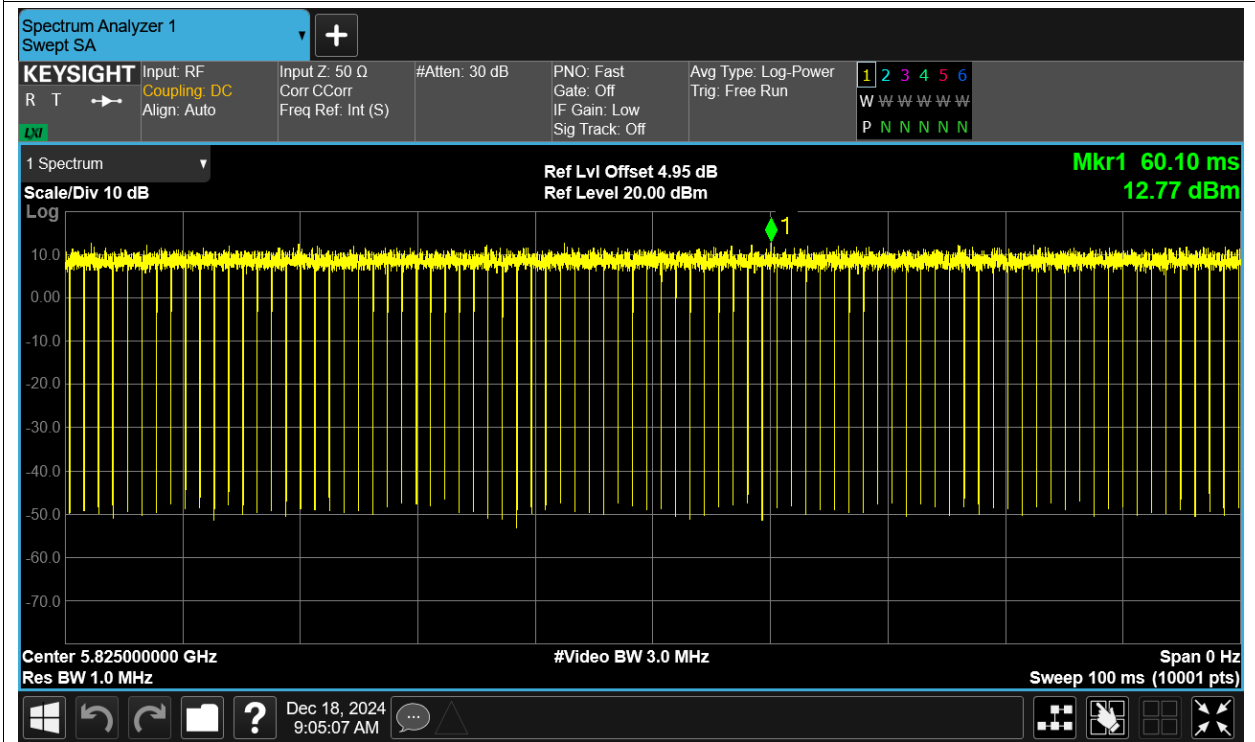 Spectrum Analyzer 1
Swept SA
+
KEYSIGHT
R T
LXI
Input: RF
Coupling: DC
Align: Auto
Input Z: 50 Ω
Corr CCorr
Freq Ref: Int (S)
#Atten: 30 dB
PNO: Fast
Gate: Off
IF Gain: Low
Sig Track: Off
Avg Type: Log-Power
Trig: Free Run
1 2 3 4 5 6
W W W W W W
P N N N N N
1 Spectrum
Scale/Div 10 dB
Log
Ref Lvl Offset 4.95 dB
Ref Level 20.00 dBm
Mkr1 60.10 ms
12.77 dBm
1
10.0
0.00
-10.0
-20.0
-30.0
-40.0
-50.0
-60.0
-70.0
Center 5.825000000 GHz
Res BW 1.0 MHz
#Video BW 3.0 MHz
Span 0 Hz
Sweep 100 ms (10001 pts)
?
Dec 18, 2024
9:05:07 AM